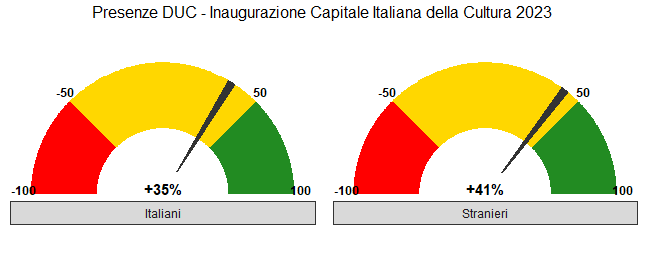 Presenze DUC - Inaugurazione Capitale Italiana della Cultura 2023
-50 50
-100 +35% 100
Italiani
-50 50
-100 +41% 100
Stranieri